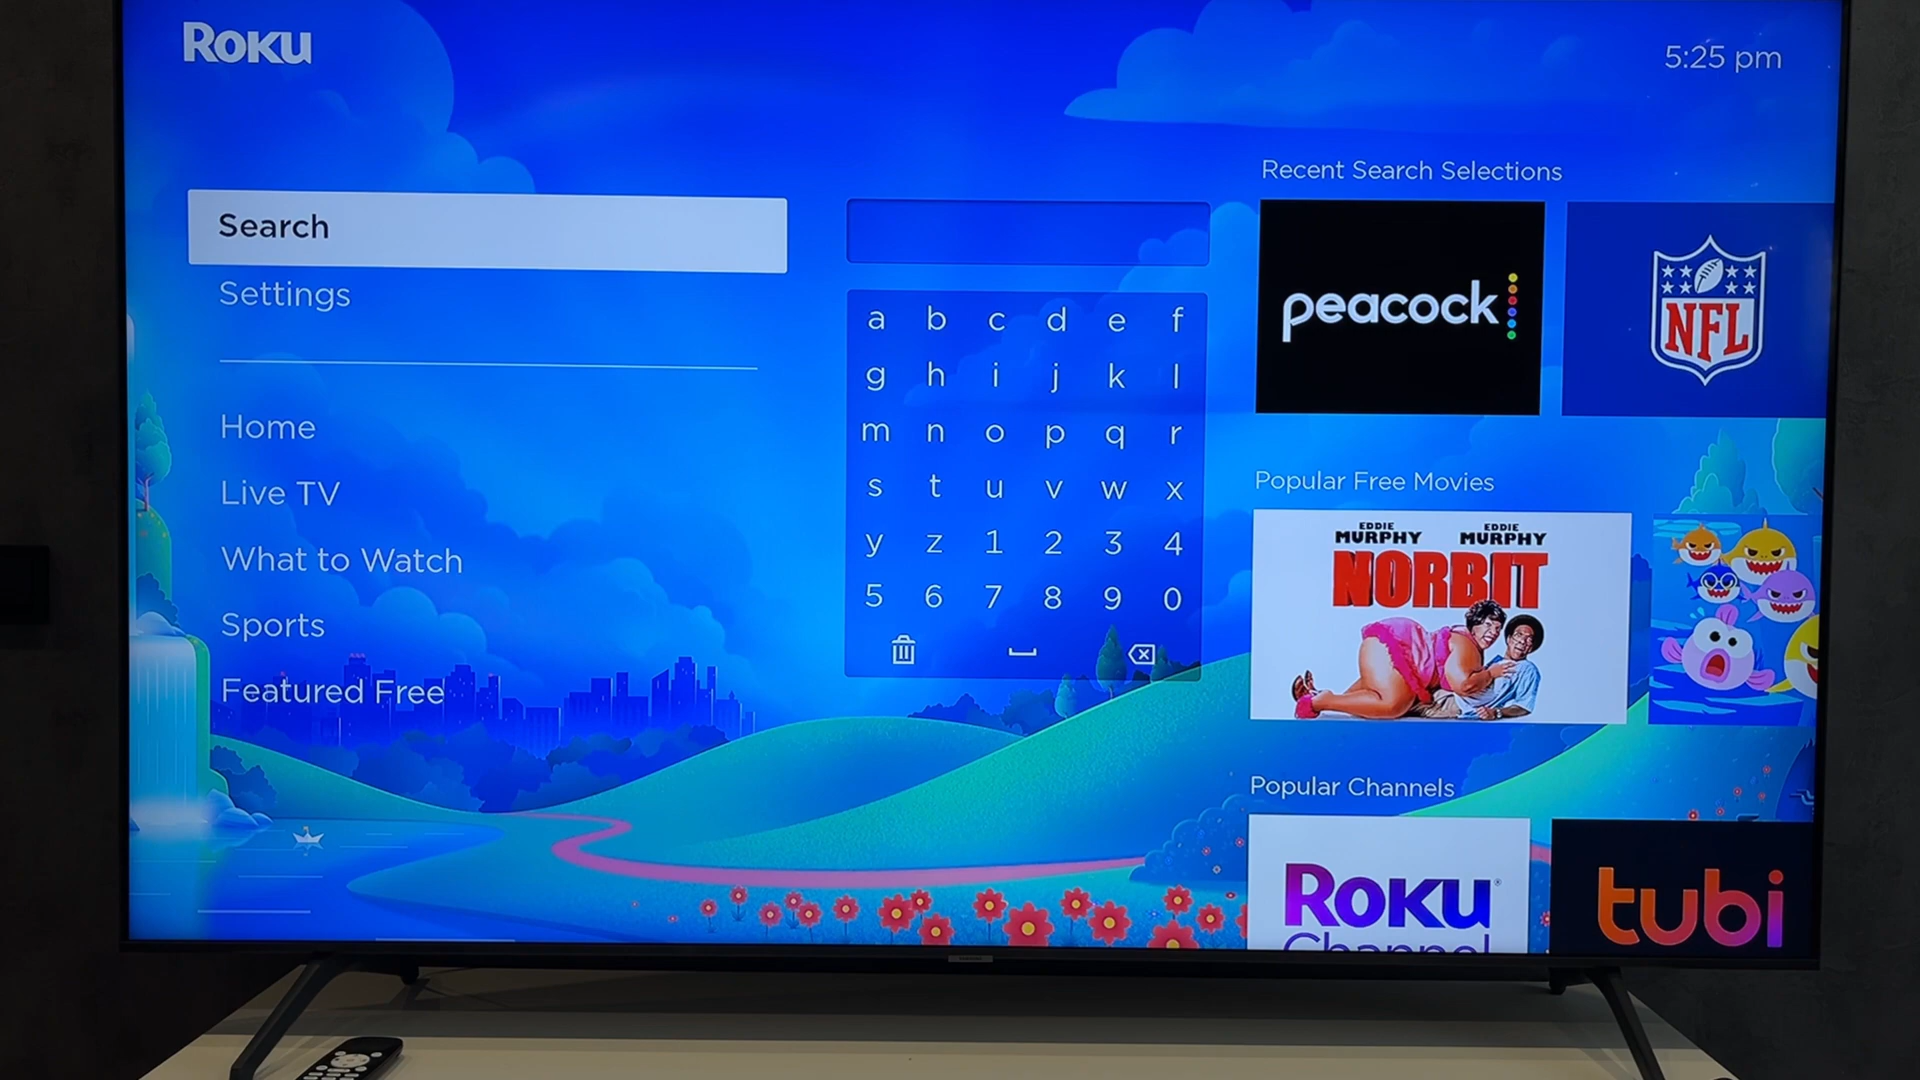 Roku
5:25 pm
Search
Settings
Home
Live TV
What to Watch
Sports
Featured Free
a b c d e f
g h i j k l
m n o p q r
s t u v w x
y z 1 2 3 4
5 6 7 8 9 0
Recent Search Selections
peacock
NFL
Popular Free Movies
EDDIE MURPHY EDDIE MURPHY
NORBIT
Popular Channels
Roku
Channel
tubi